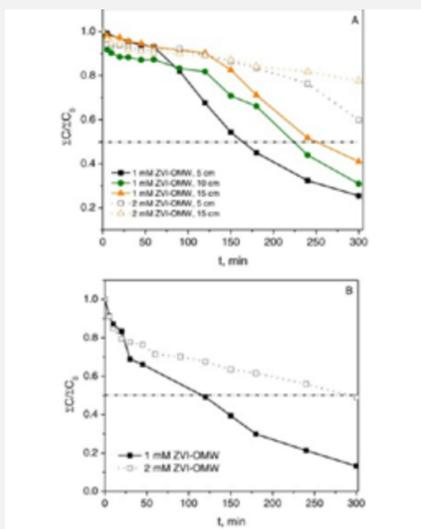 A
1.0
0.8
0.6
0.4
0.2
ΣC/ΣC₀
1 mM ZVI-OMW, 5 cm
1 mM ZVI-OMW, 10 cm
1 mM ZVI-OMW, 15 cm
2 mM ZVI-OMW, 5 cm
2 mM ZVI-OMW, 15 cm
0 50 100 150 200 250 300
t, min
B
1.0
0.8
0.6
0.4
0.2
0.0
ΣC/ΣC₀
1 mM ZVI-OMW
2 mM ZVI-OMW
0 50 100 150 200 250 300
t, min